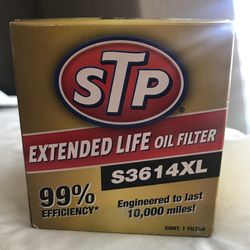 STP®
EXTENDED LIFE OIL FILTER
S3614XL
99%
EFFICIENCY*
Engineered to last
10,000 miles!
CONT. 1 FILTER